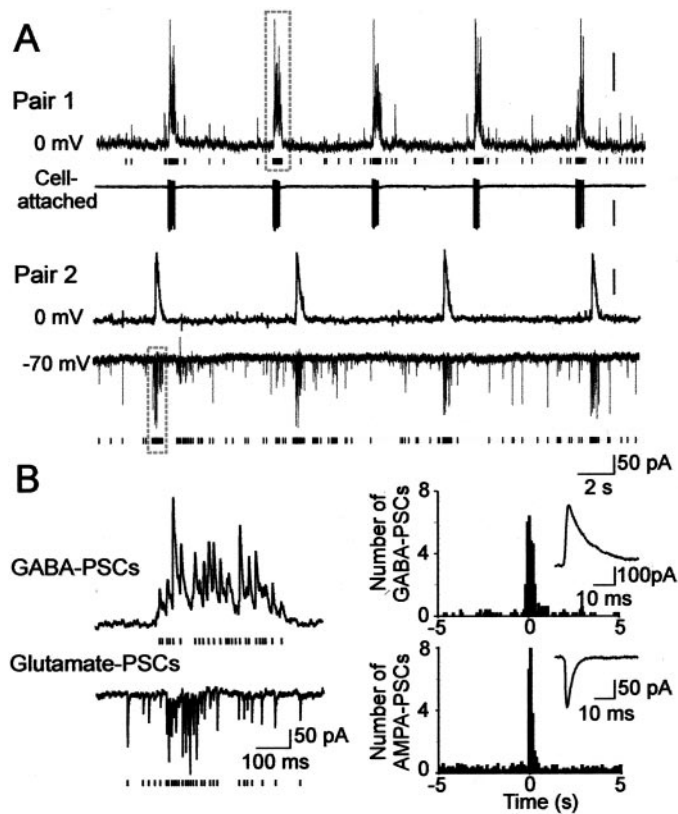 A
Pair 1
0 mV
Cell-
attached
Pair 2
0 mV
-70 mV
50 pA
2 s
B
GABA-PSCs
Glutamate-PSCs
50 pA
100 ms
Number of
GABA-PSCs
8
4
0
-5
0
5
100pA
10 ms
Number of
AMPA-PSCs
8
4
0
-5
0
5
50 pA
10 ms
Time (s)